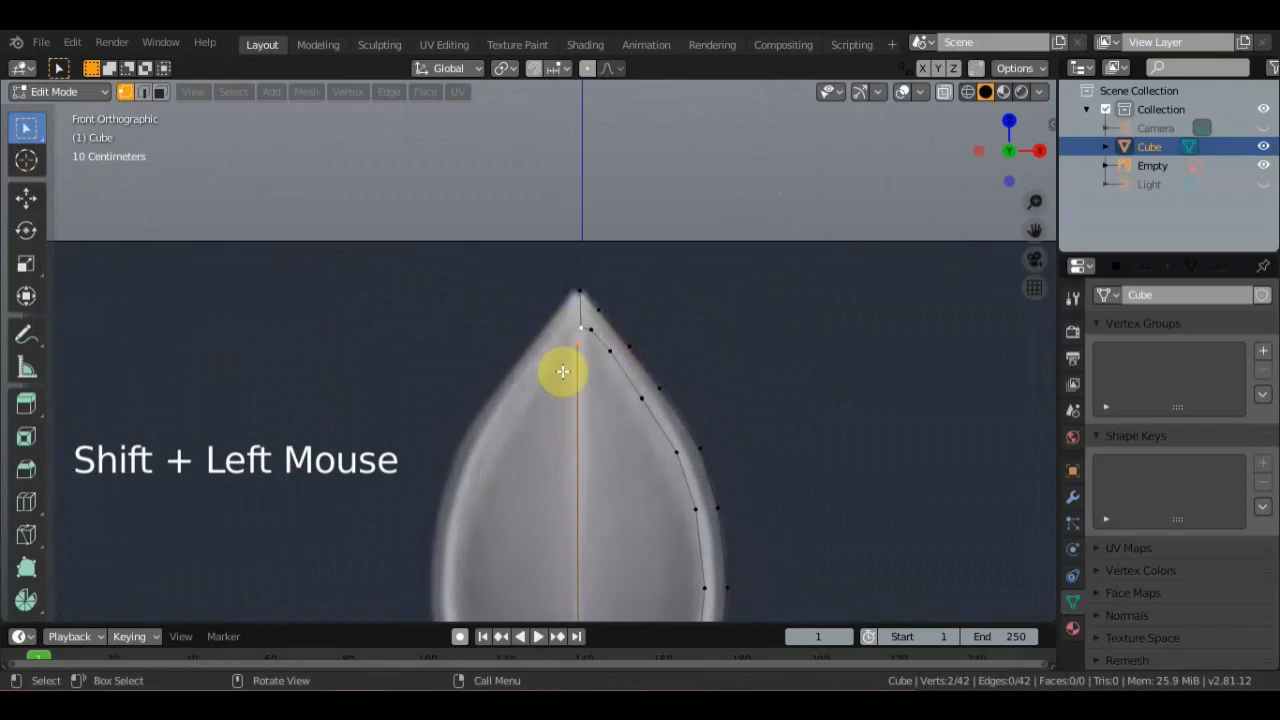 File Edit Render Window Help Layout Modeling Sculpting UV Editing Texture Paint Shading Animation Rendering Compositing Scripting + Scene View Layer
Global X Y Z Options
Edit Mode View Select Add Mesh Vertex Edge Face UV
Scene Collection
Collection
Camera
Cube
Empty
Light
Front Orthographic
(1) Cube
10 Centimeters
Z
Y
X
Cube
Vertex Groups
Shape Keys
Shift + Left Mouse
UV Maps
Vertex Colors
Face Maps
Normals
Texture Space
Remesh
Playback Keying View Marker 1 Start 1 End 250
1
Select Box Select Rotate View Call Menu Cube | Verts:2/42 | Edges:0/42 | Faces:0/0 | Tris:0 | Mem: 25.9 MiB | v2.81.12